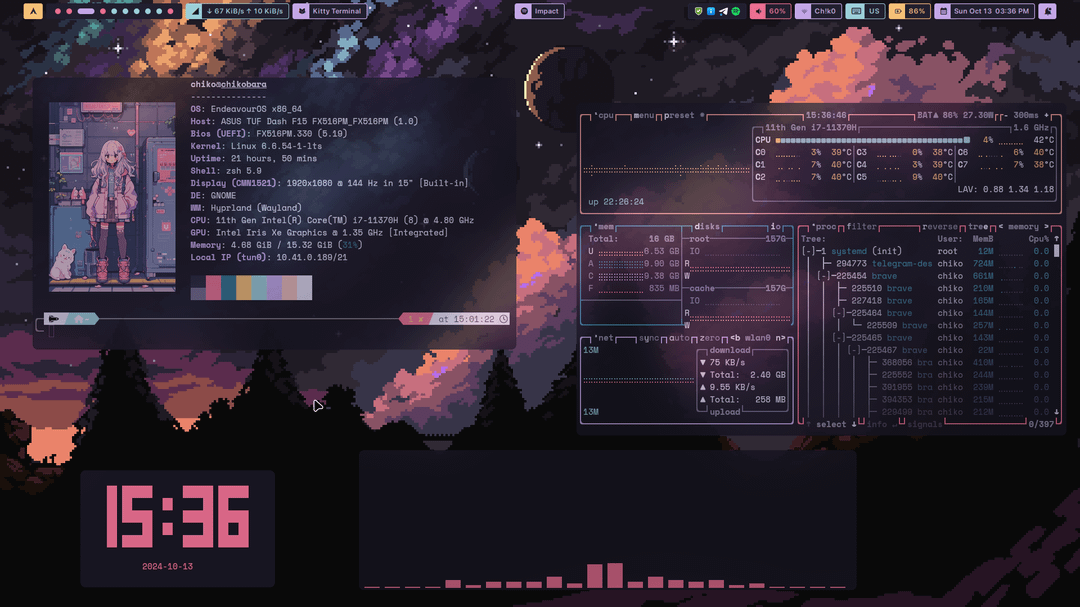 ↓ 67 KiB/s ↑ 10 KiB/s
Kitty Terminal
Impact
60%
Ch!k0
US
86%
Sun Oct 13 03:36 PM
chiko@chikobara
----------------
OS: EndeavourOS x86_64
Host: ASUS TUF Dash F15 FX516PM_FX516PM (1.0)
Bios (UEFI): FX516PM.330 (5.19)
Kernel: Linux 6.6.54-1-lts
Uptime: 21 hours, 50 mins
Shell: zsh 5.9
Display (CMN1521): 1920x1080 @ 144 Hz in 15" [Built-in]
DE: GNOME
WM: Hyprland (Wayland)
CPU: 11th Gen Intel(R) Core(TM) i7-11370H (8) @ 4.80 GHz
GPU: Intel Iris Xe Graphics @ 1.35 GHz [Integrated]
Memory: 4.68 GiB / 15.32 GiB (31%)
Local IP (tun0): 10.41.0.189/21
at 15:01:22
cpu menu preset * 15:36:46 BAT▲ 86% 27.30W - 300ms +
11th Gen i7-11370H 1.6 GHz
CPU 4% 42°C
C0 3% 39°C C3 0% 38°C C6 0% 40°C
C1 7% 40°C C4 3% 39°C C7 7% 38°C
C2 7% 40°C C5 9% 40°C
LAV: 0.88 1.34 1.18
up 22:26:24
mem disks io
Total: 16 GB
U 6.53 GB
A 9.90 GB
C 9.38 GB
F 835 MB
root 157G
IO
R
W
cache 157G
IO
R
W
net sync auto zero <b wlan0 n>
13M
download
▼ 75 KB/s
▼ Total: 2.40 GB
▲ 9.55 KB/s
▲ Total: 258 MB
upload
13M
proc filter reverse tree < memory >
Tree: User: MemB Cpu% ↑
[-]-1 systemd (init) root 12M 0.0
294773 telegram-des chiko 724M 0.0
[-]-225454 brave chiko 661M 0.0
225510 brave chiko 210M 0.0
227418 brave chiko 165M 0.0
[-]-225464 brave chiko 144M 0.0
225509 brave chiko 257M 0.0
[-]-225465 brave chiko 143M 0.0
[-]-225467 brave chiko 22M 0.0
368056 bra chiko 410M 0.0
225552 bra chiko 244M 0.0
391955 bra chiko 239M 0.0
394353 bra chiko 215M 0.0
229499 bra chiko 212M 0.0
↑ select ↓ info ↵ signals 0/397
15:36
2024-10-13